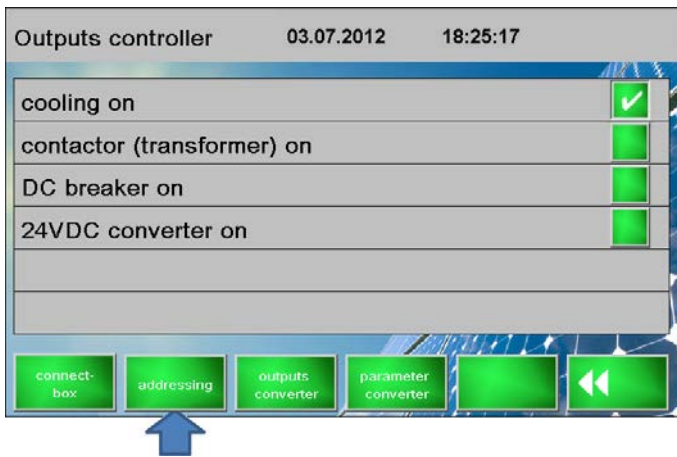 Outputs controller 03.07.2012 18:25:17
cooling on
contactor (transformer) on
DC breaker on
24VDC converter on
connect-
box
addressing
outputs
converter
parameter
converter